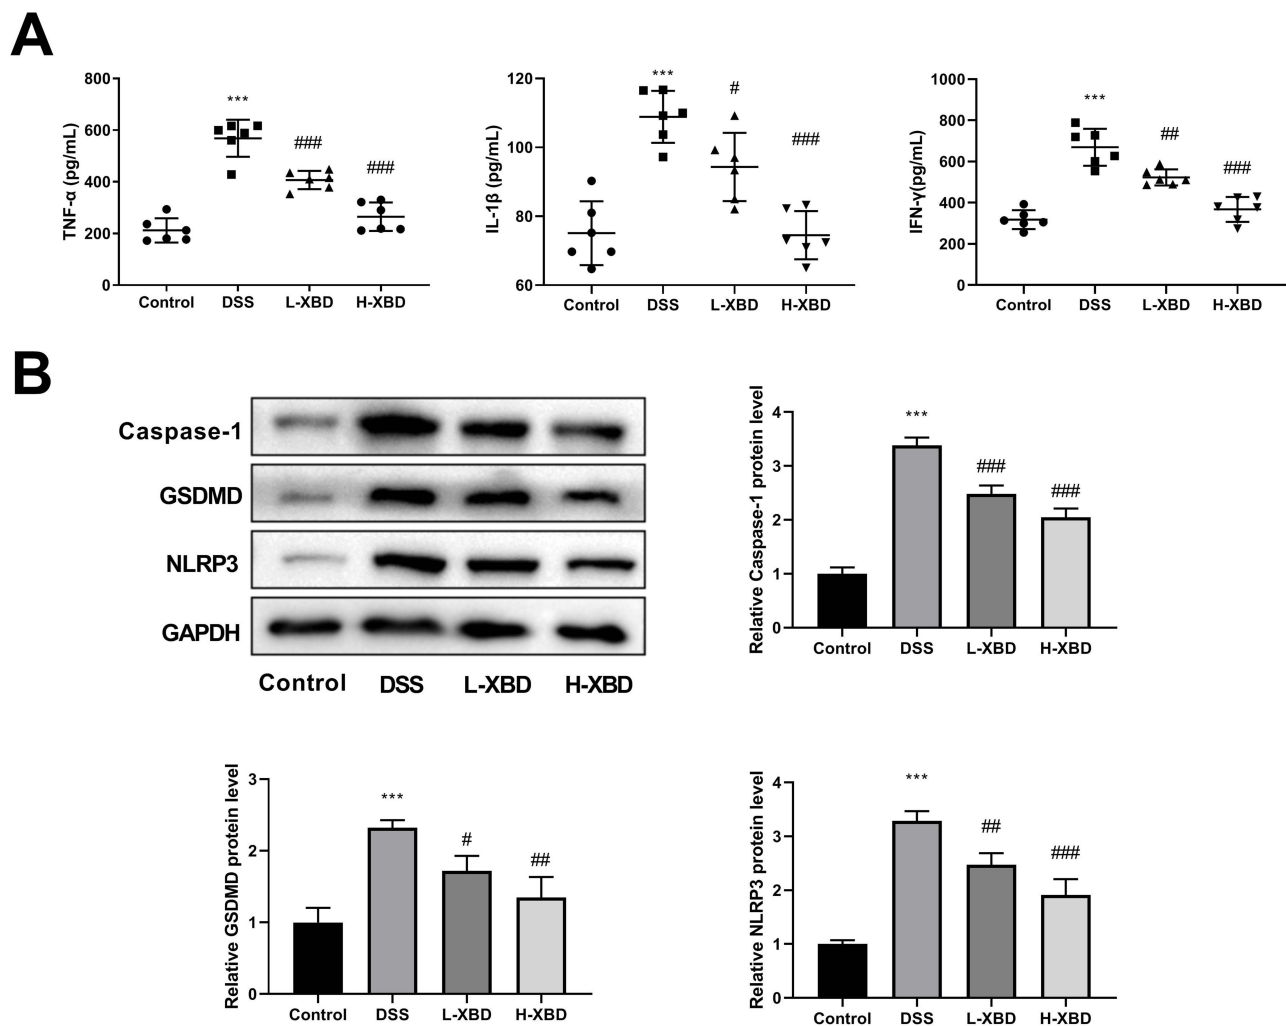 A
TNF-α (pg/mL)
800
600
400
200
0
***
###
###
Control DSS L-XBD H-XBD
IL-1β (pg/mL)
120
100
80
60
***
#
###
Control DSS L-XBD H-XBD
IFN-γ(pg/mL)
1000
800
600
400
200
0
***
##
###
Control DSS L-XBD H-XBD
B
Caspase-1
GSDMD
NLRP3
GAPDH
Control DSS L-XBD H-XBD
Relative Caspase-1 protein level
4
3
2
1
0
***
###
###
Control DSS L-XBD H-XBD
Relative GSDMD protein level
3
2
1
0
***
#
##
Control DSS L-XBD H-XBD
Relative NLRP3 protein level
4
3
2
1
0
***
##
###
Control DSS L-XBD H-XBD